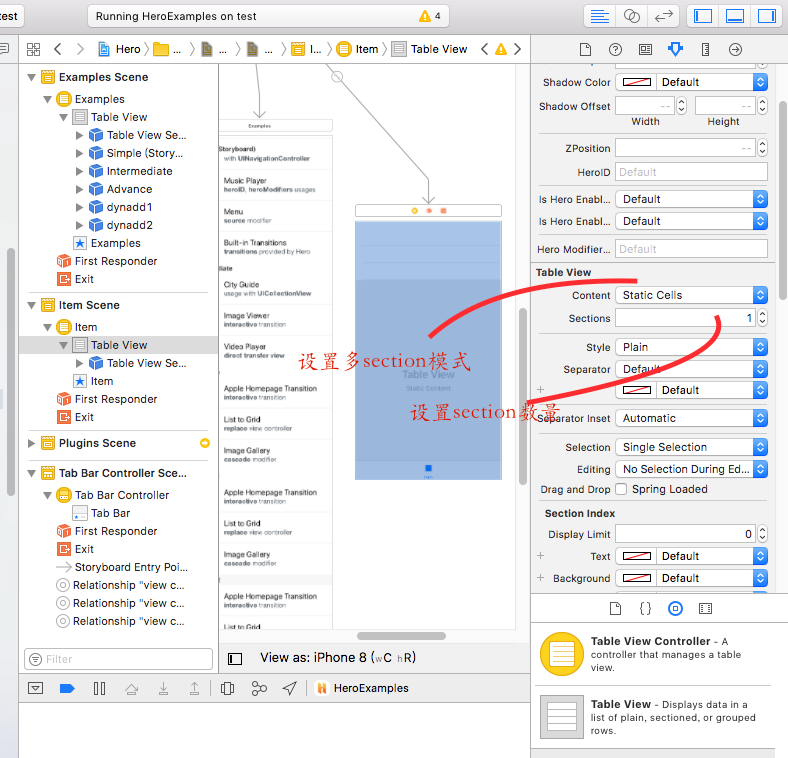 test
Running HeroExamples on test
4
Hero
...
...
...
I...
Item
Table View
Examples Scene
Examples
Table View
Table View Se...
Simple (Story...
Intermediate
Advance
dynadd1
dynadd2
Examples
First Responder
Exit
Item Scene
Item
Table View
Table View Se...
Item
First Responder
Exit
Plugins Scene
Tab Bar Controller Sce...
Tab Bar Controller
Tab Bar
First Responder
Exit
Storyboard Entry Poi...
Relationship "view c...
Relationship "view c...
Relationship "view c...
Filter
Examples
Storyboard)
with UINavigationController
Music Player
heroID, heroModifiers usages
Menu
source modifier
Built-in Transitions
transitions provided by Hero
City Guide
usage with UICollectionView
Image Viewer
interactive transition
Video Player
direct transfer view
Apple Homepage Transition
interactive transition
List to Grid
replace view controller
Image Gallery
cascade modifier
Apple Homepage Transition
interactive transition
List to Grid
replace view controller
Image Gallery
cascade modifier
Apple Homepage Transition
interactive transition
List to Grid
Table View
Static Content
设置多section模式
设置section数量
View as: iPhone 8 (wC hR)
HeroExamples
Shadow Color
Default
Shadow Offset
--
--
Width
Height
ZPosition
--
HeroID
Default
Is Hero Enabl...
Default
Is Hero Enabl...
Default
Hero Modifier...
Default
Table View
Content
Static Cells
Sections
1
Style
Plain
Separator
Default
Default
Separator Inset
Automatic
Selection
Single Selection
Editing
No Selection During Ed...
Drag and Drop
Spring Loaded
Section Index
Display Limit
0
Text
Default
Background
Default
Table View Controller - A
controller that manages a table
view.
Table View - Displays data in a
list of plain, sectioned, or grouped
rows.